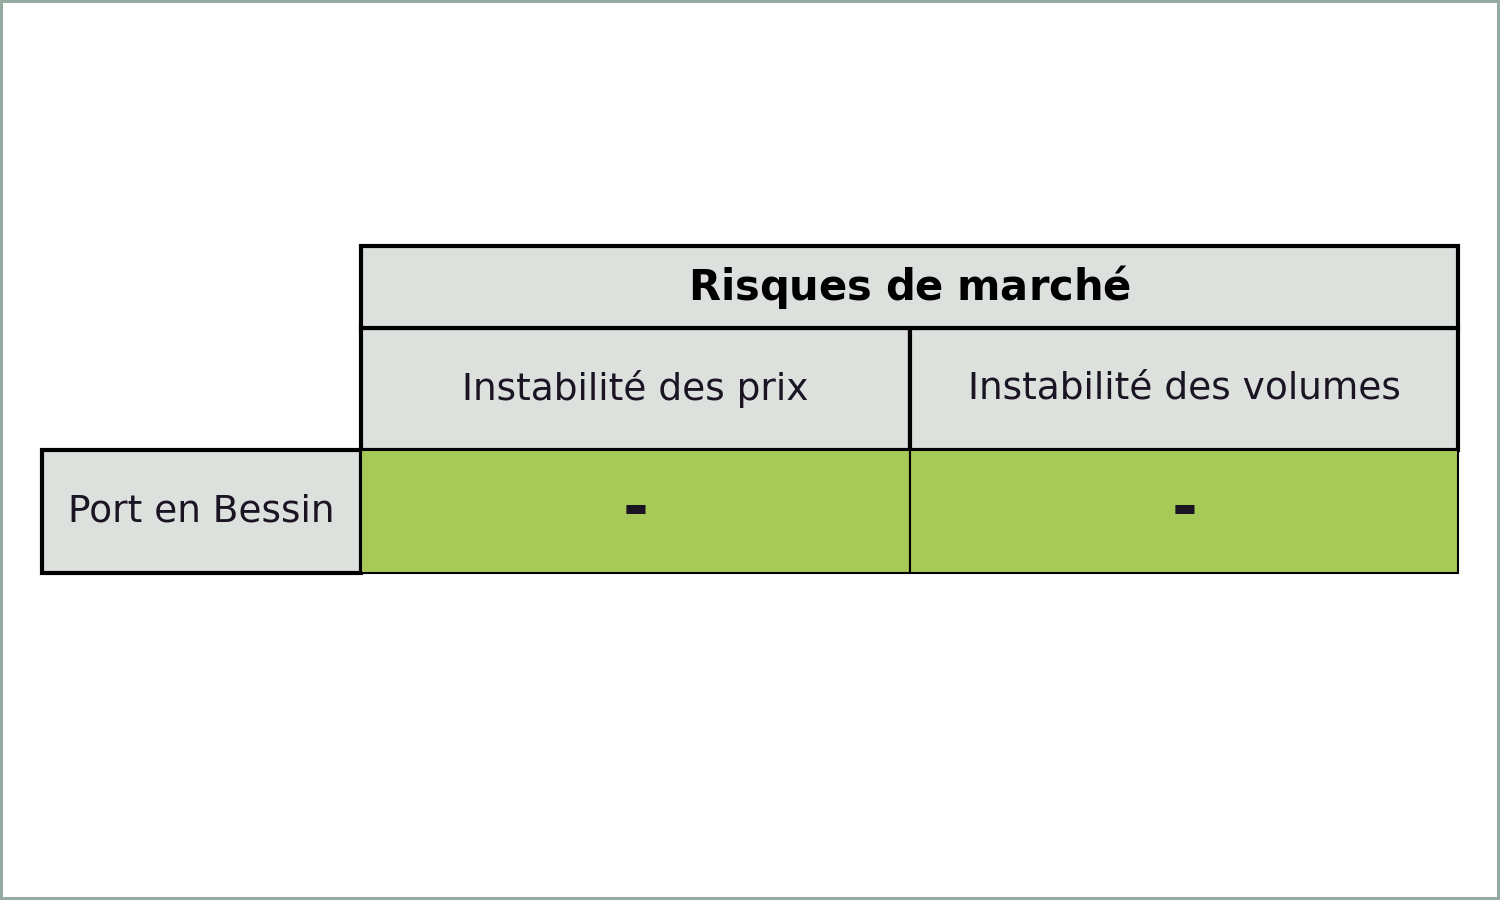 Risques de marché
Instabilité des prix
Instabilité des volumes
Port en Bessin
-
-